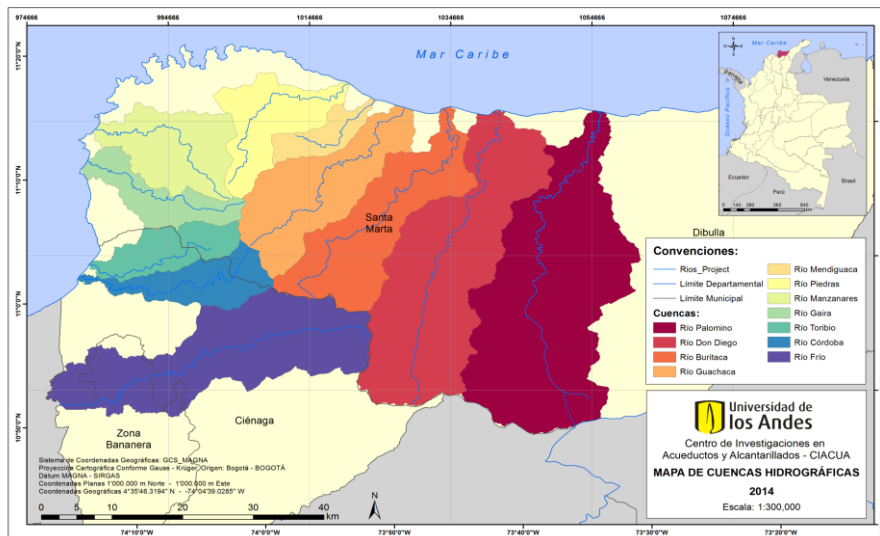 974666 994666 1014666 1034666 1054666 1074666
11°20'0"N
11°10'0"N
11°0'0"N
10°50'0"N
Mar Caribe
Santa
Marta
Dibulla
Ciénaga
Zona
Bananera
Mar Caribe
Panamá
Venezuela
Océano Pacífico
Ecuador
Perú
Brasil
Convenciones:
Rios_Project
Límite Departamental
Límite Municipal
Cuencas:
Río Palomino
Río Don Diego
Río Buritaca
Río Guachaca
Río Mendiguaca
Río Piedras
Río Manzanares
Río Gaira
Río Toribio
Río Córdoba
Río Frío
Universidad de
los Andes
Centro de Investigaciones en
Acueductos y Alcantarillados - CIACUA
MAPA DE CUENCAS HIDROGRÁFICAS
2014
Escala: 1:300,000
Sistema de Coordenadas Geográficas: GCS_MAGNA
Proyección Cartográfica Conforme Gauss - Krüger, Origen: Bogotá - BOGOTÁ
Dátum MAGNA - SIRGAS
Coordenadas Planas 1'000.000 m Norte - 1'000.000 m Este
Coordenadas Geográficas 4°35'46.3194" N - -74°04'39.0285" W
0 5 10 20 30 40
km
N
74°10'0"W 74°0'0"W 73°50'0"W 73°40'0"W 73°30'0"W 73°20'0"W